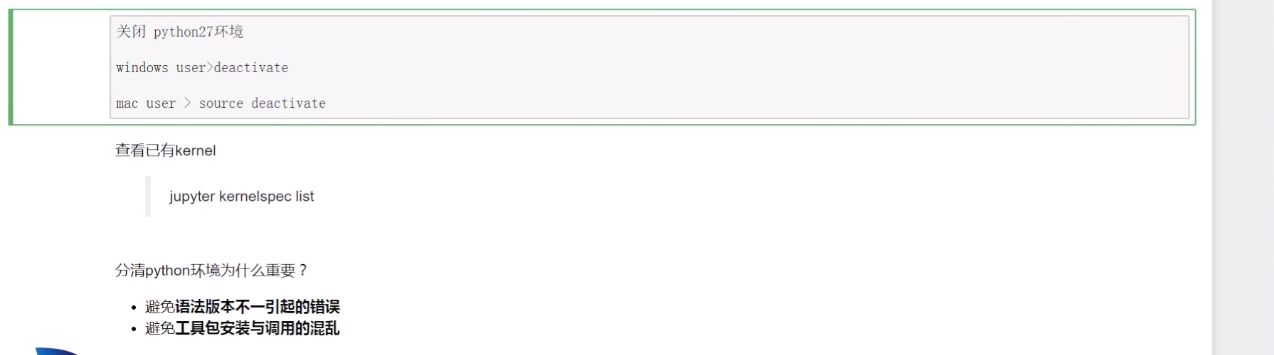 关闭 python27环境
windows user>deactivate
mac user > source deactivate
查看已有kernel
jupyter kernelspec list
分清python环境为什么重要？
• 避免语法版本不一引起的错误
• 避免工具包安装与调用的混乱